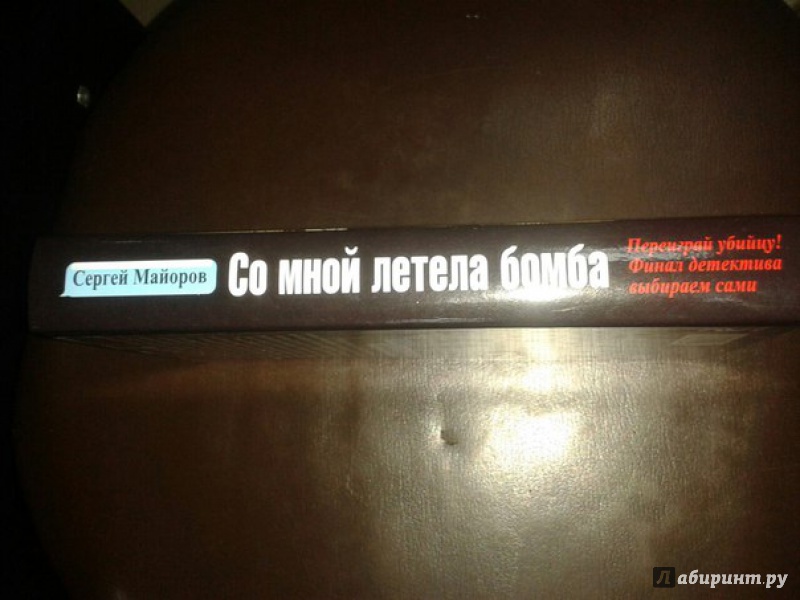 Сергей Майоров
Со мной летела бомба
Переиграй убийцу!
Финал детектива
выбираем сами
Лабиринт.ру